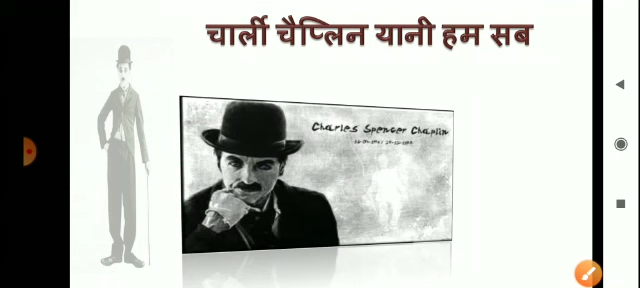 चार्ली चैप्लिन यानी हम सब
Charles Spencer Chaplin